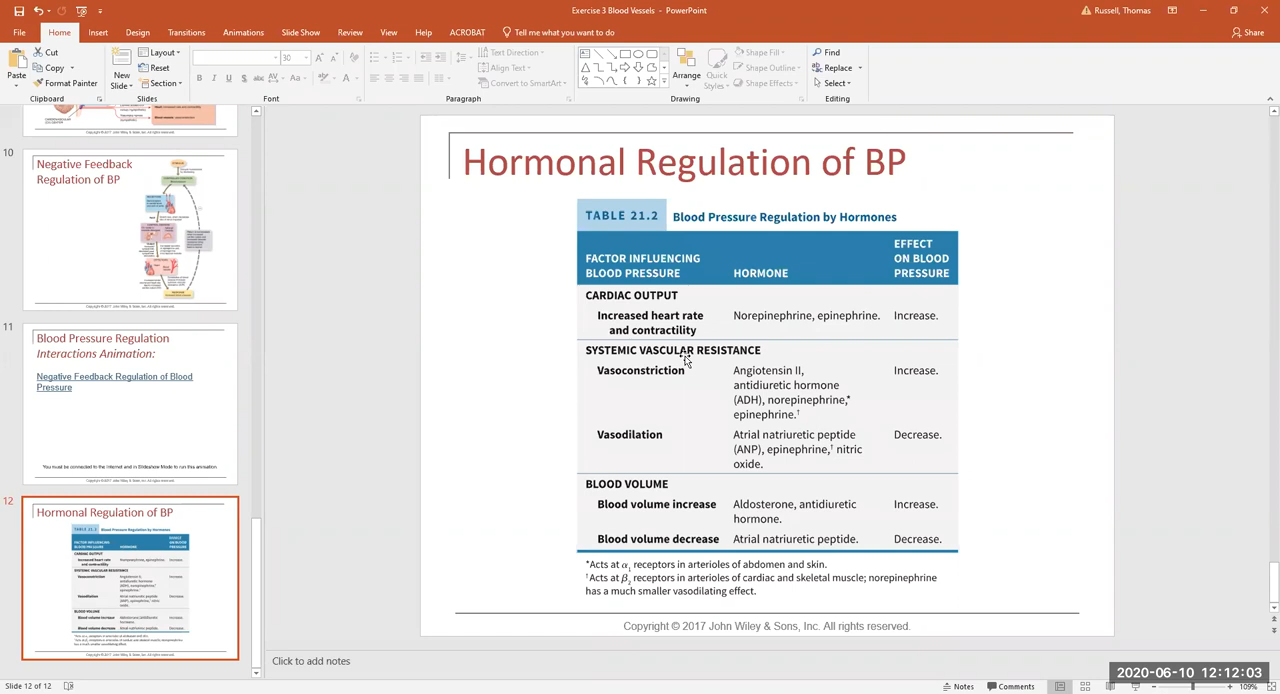 Exercise 3 Blood Vessels - PowerPoint
Russell, Thomas
File Home Insert Design Transitions Animations Slide Show Review View Help ACROBAT Tell me what you want to do
Share
Paste
Cut
Copy
Format Painter
Clipboard
New
Slide
Layout
Reset
Section
Slides
30
Font
Text Direction
Align Text
Convert to SmartArt
Paragraph
Arrange
Quick
Styles
Shape Fill
Shape Outline
Shape Effects
Drawing
Find
Replace
Select
Editing
10
Negative Feedback
Regulation of BP
11
Blood Pressure Regulation
Interactions Animation:
Negative Feedback Regulation of Blood
Pressure
You must be connected to the Internet and in Slideshow Mode to run this animation.
12
Hormonal Regulation of BP
Hormonal Regulation of BP
TABLE 21.2 Blood Pressure Regulation by Hormones
FACTOR INFLUENCING
BLOOD PRESSURE
HORMONE
EFFECT
ON BLOOD
PRESSURE
CARDIAC OUTPUT
Increased heart rate
and contractility
Norepinephrine, epinephrine.
Increase.
SYSTEMIC VASCULAR RESISTANCE
Vasoconstriction
Angiotensin II,
antidiuretic hormone
(ADH), norepinephrine,*
epinephrine.†
Increase.
Vasodilation
Atrial natriuretic peptide
(ANP), epinephrine,† nitric
oxide.
Decrease.
BLOOD VOLUME
Blood volume increase
Aldosterone, antidiuretic
hormone.
Increase.
Blood volume decrease
Atrial natriuretic peptide.
Decrease.
*Acts at α1 receptors in arterioles of abdomen and skin.
†Acts at β2 receptors in arterioles of cardiac and skeletal muscle; norepinephrine
has a much smaller vasodilating effect.
Copyright © 2017 John Wiley & Sons, Inc. All rights reserved.
Click to add notes
Slide 12 of 12
Notes
Comments
109%
2020-06-10 12:12:03